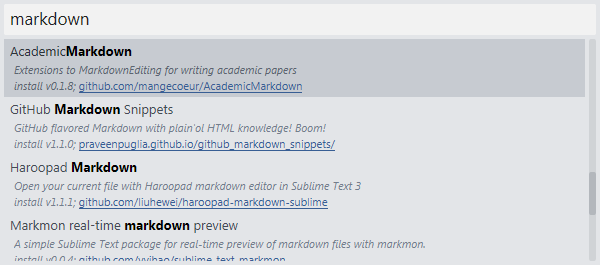 markdown
AcademicMarkdown
Extensions to MarkdownEditing for writing academic papers
install v0.1.8; github.com/mangecoeur/AcademicMarkdown
GitHub Markdown Snippets
GitHub flavored Markdown with plain'ol HTML knowledge! Boom!
install v1.1.0; praveenpuglia.github.io/github_markdown_snippets/
Haroopad Markdown
Open your current file with Haroopad markdown editor in Sublime Text 3
install v1.1.1; github.com/liuhewei/haroopad-markdown-sublime
Markmon real-time markdown preview
A simple Sublime Text package for real-time preview of markdown files with markmon.
install v0.0.4; github.com/yyjhao/sublime-text-markmon